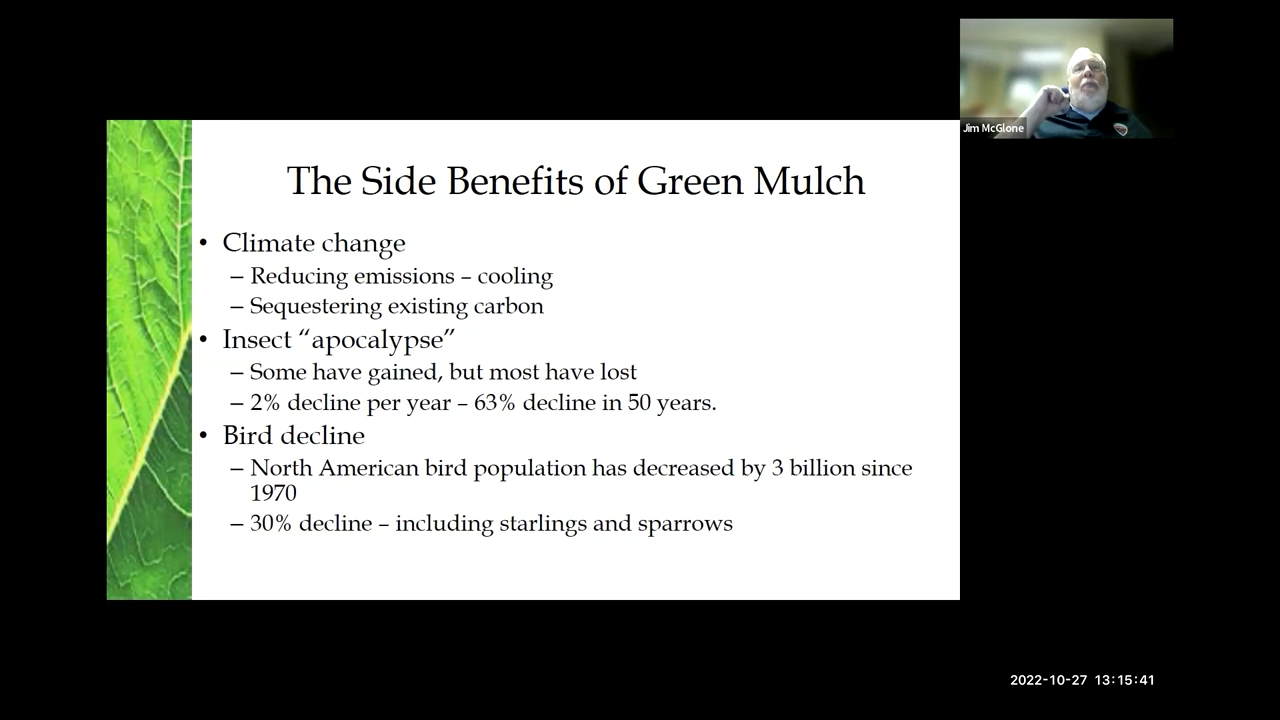 Jim McGlone
The Side Benefits of Green Mulch
• Climate change
– Reducing emissions – cooling
– Sequestering existing carbon
• Insect “apocalypse”
– Some have gained, but most have lost
– 2% decline per year – 63% decline in 50 years.
• Bird decline
– North American bird population has decreased by 3 billion since
1970
– 30% decline – including starlings and sparrows
2022-10-27 13:15:41